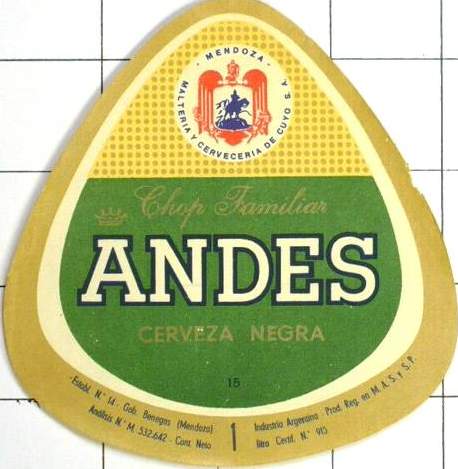 · MENDOZA ·
MALTERIA Y CERVECERIA DE CUYO S. A.
Chop Familiar
ANDES
CERVEZA NEGRA
15
Establ. N.º 14 - Gob. Benegas (Mendoza)
Análisis N.º M. 532.642 - Cont. Neto
1
Industria Argentina - Prod. Reg. en M. A. S. y S. P.
litro Certif. N.º 915